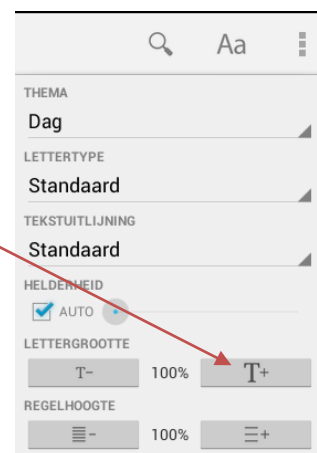 Aa
THEMA
Dag
LETTERTYPE
Standaard
TEKSTUITLIJNING
Standaard
HELDERHEID
AUTO
LETTERGROOTTE
T- 100% T+
REGELHOOGTE
- 100% +